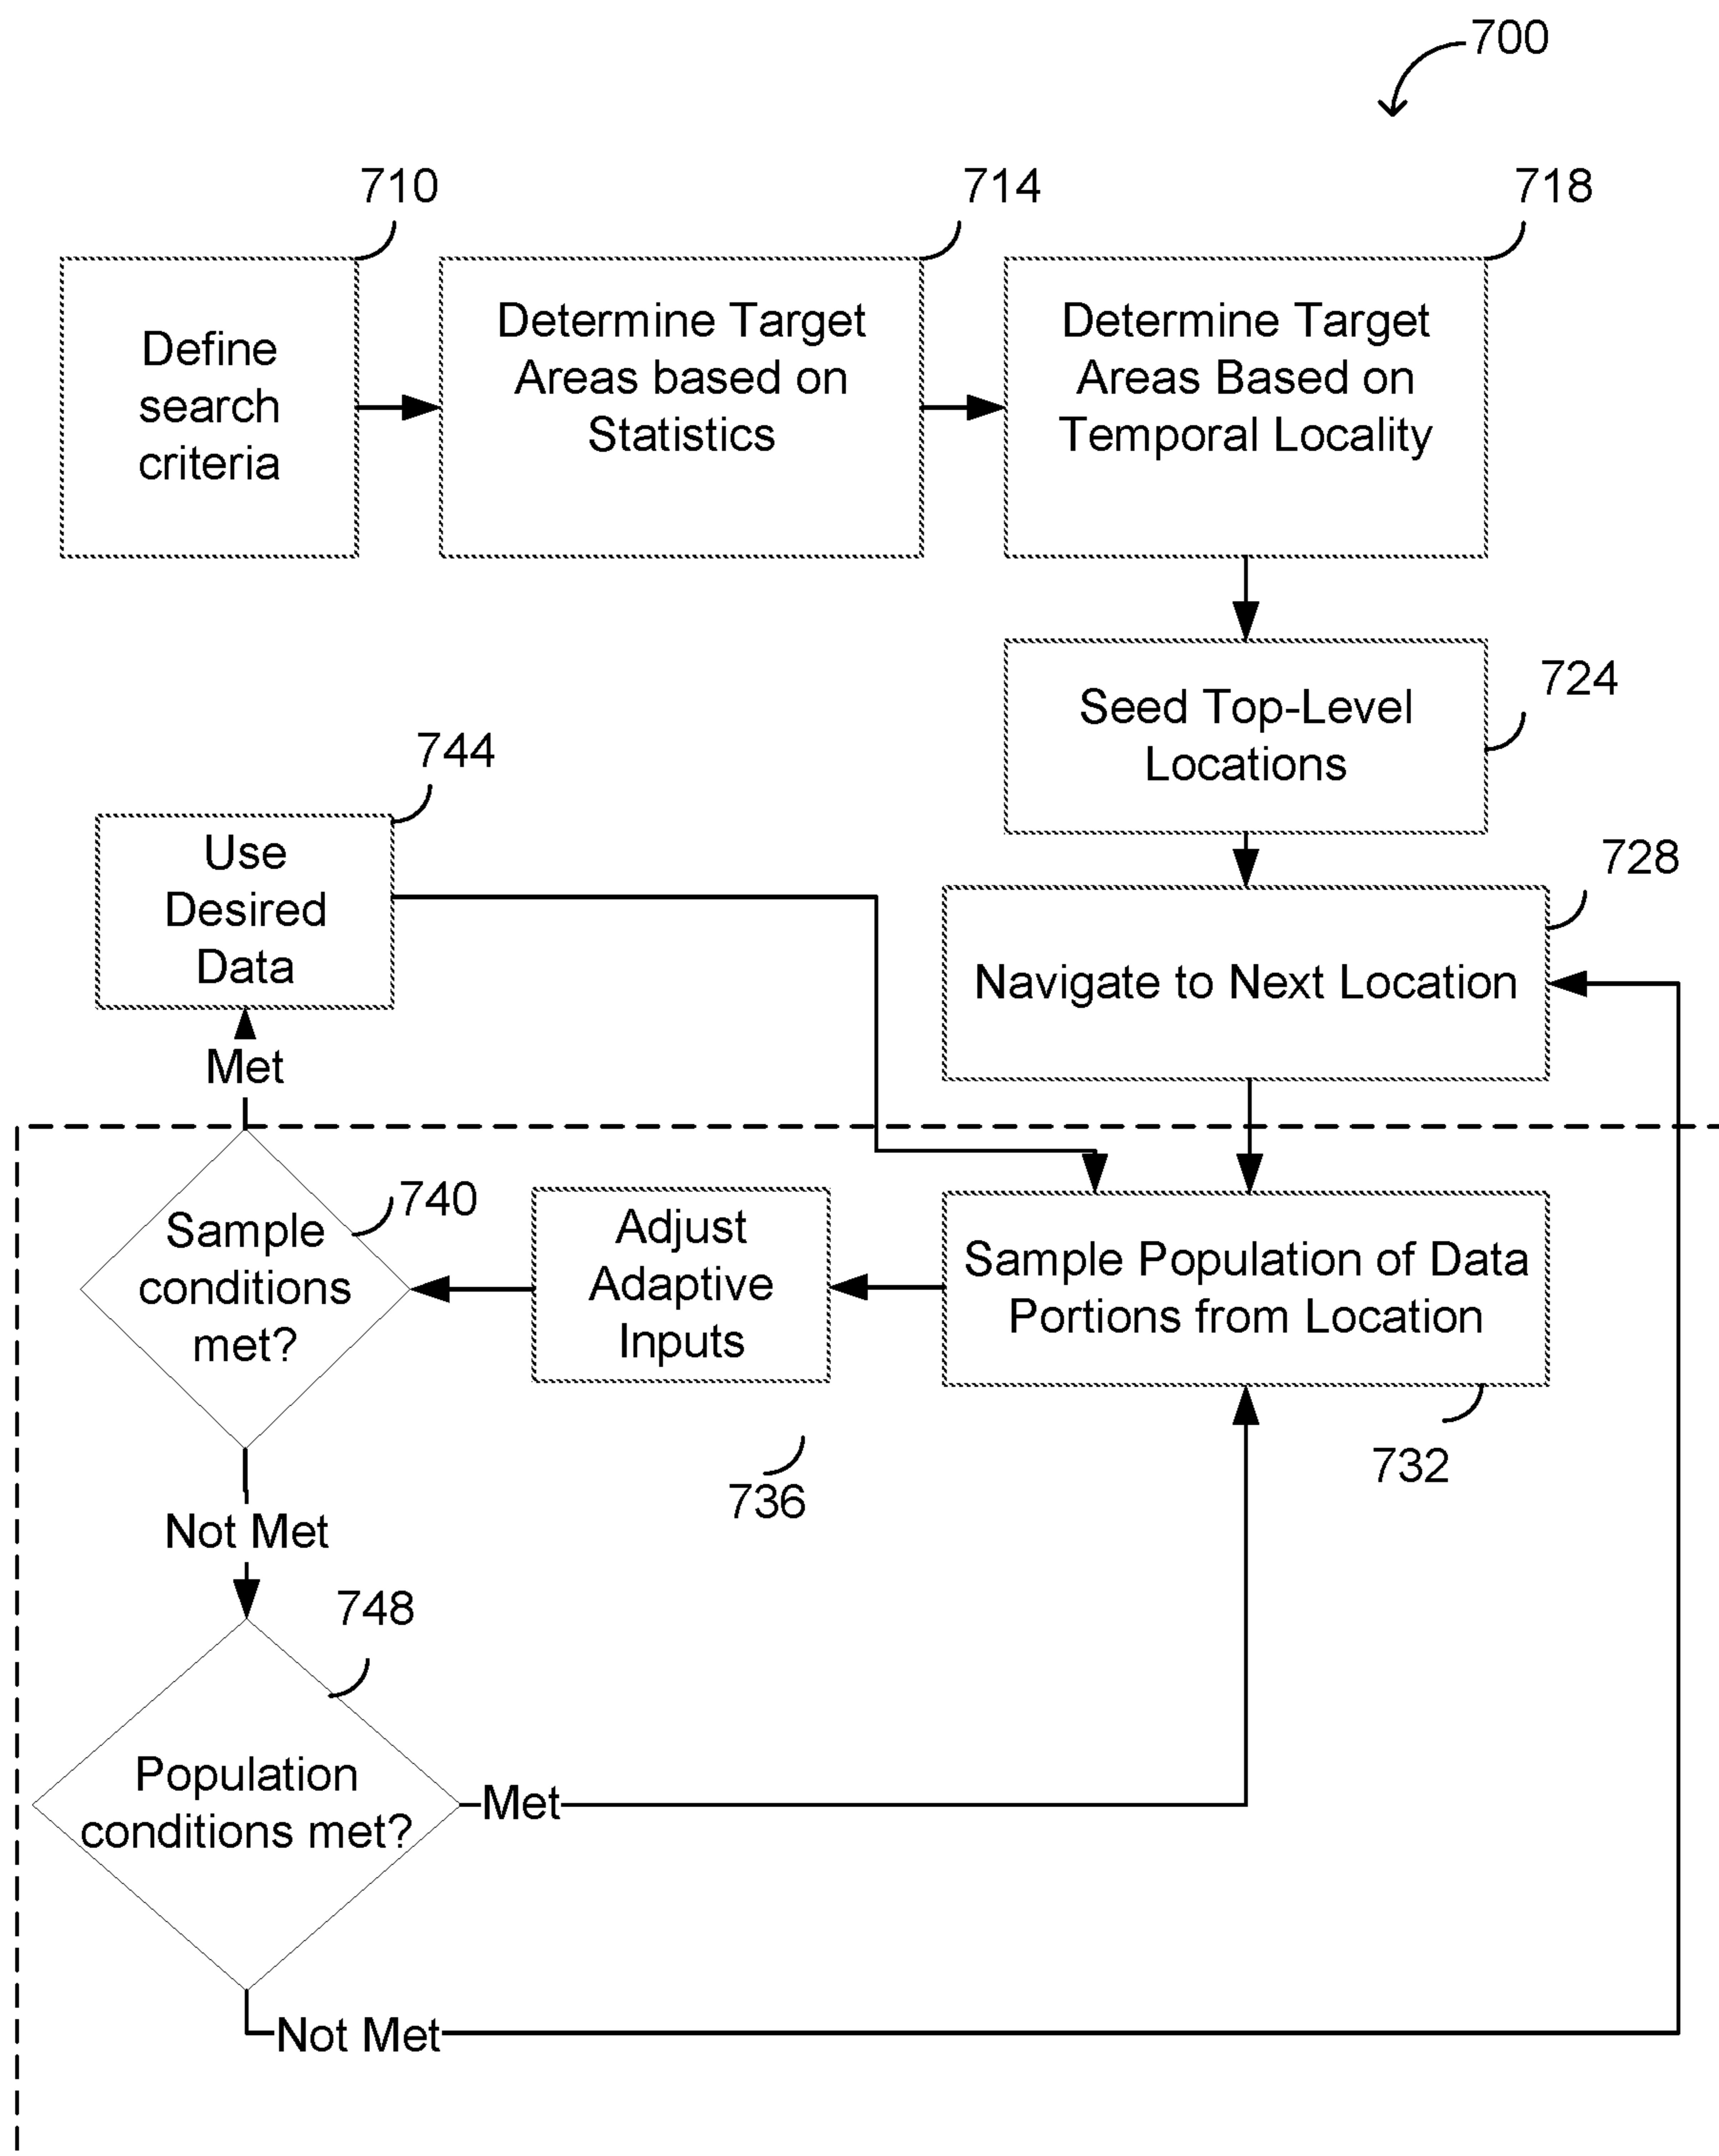 700
710
714
718
Define
search
criteria
Determine Target
Areas based on
Statistics
Determine Target
Areas Based on
Temporal Locality
724
Seed Top-Level
Locations
744
Use
Desired
Data
728
Navigate to Next Location
Met
740
Sample
conditions
met?
Adjust
Adaptive
Inputs
Sample Population of Data
Portions from Location
732
736
Not Met
748
Population
conditions met?
Met
Not Met